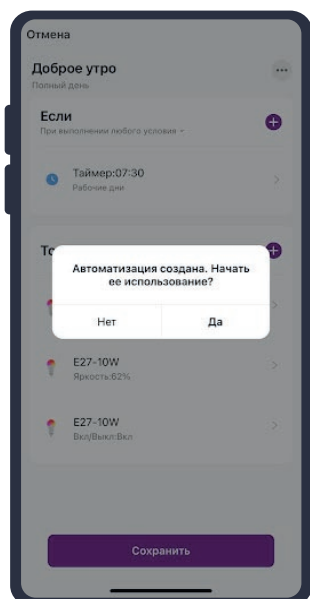 Отмена
Доброе утро
Полный день
Если
При выполнении любого условия
Таймер:07:30
Рабочие дни
Автоматизация создана. Начать
ее использование?
Нет
Да
E27-10W
Яркость:62%
E27-10W
Вкл/Выкл:Вкл
Сохранить